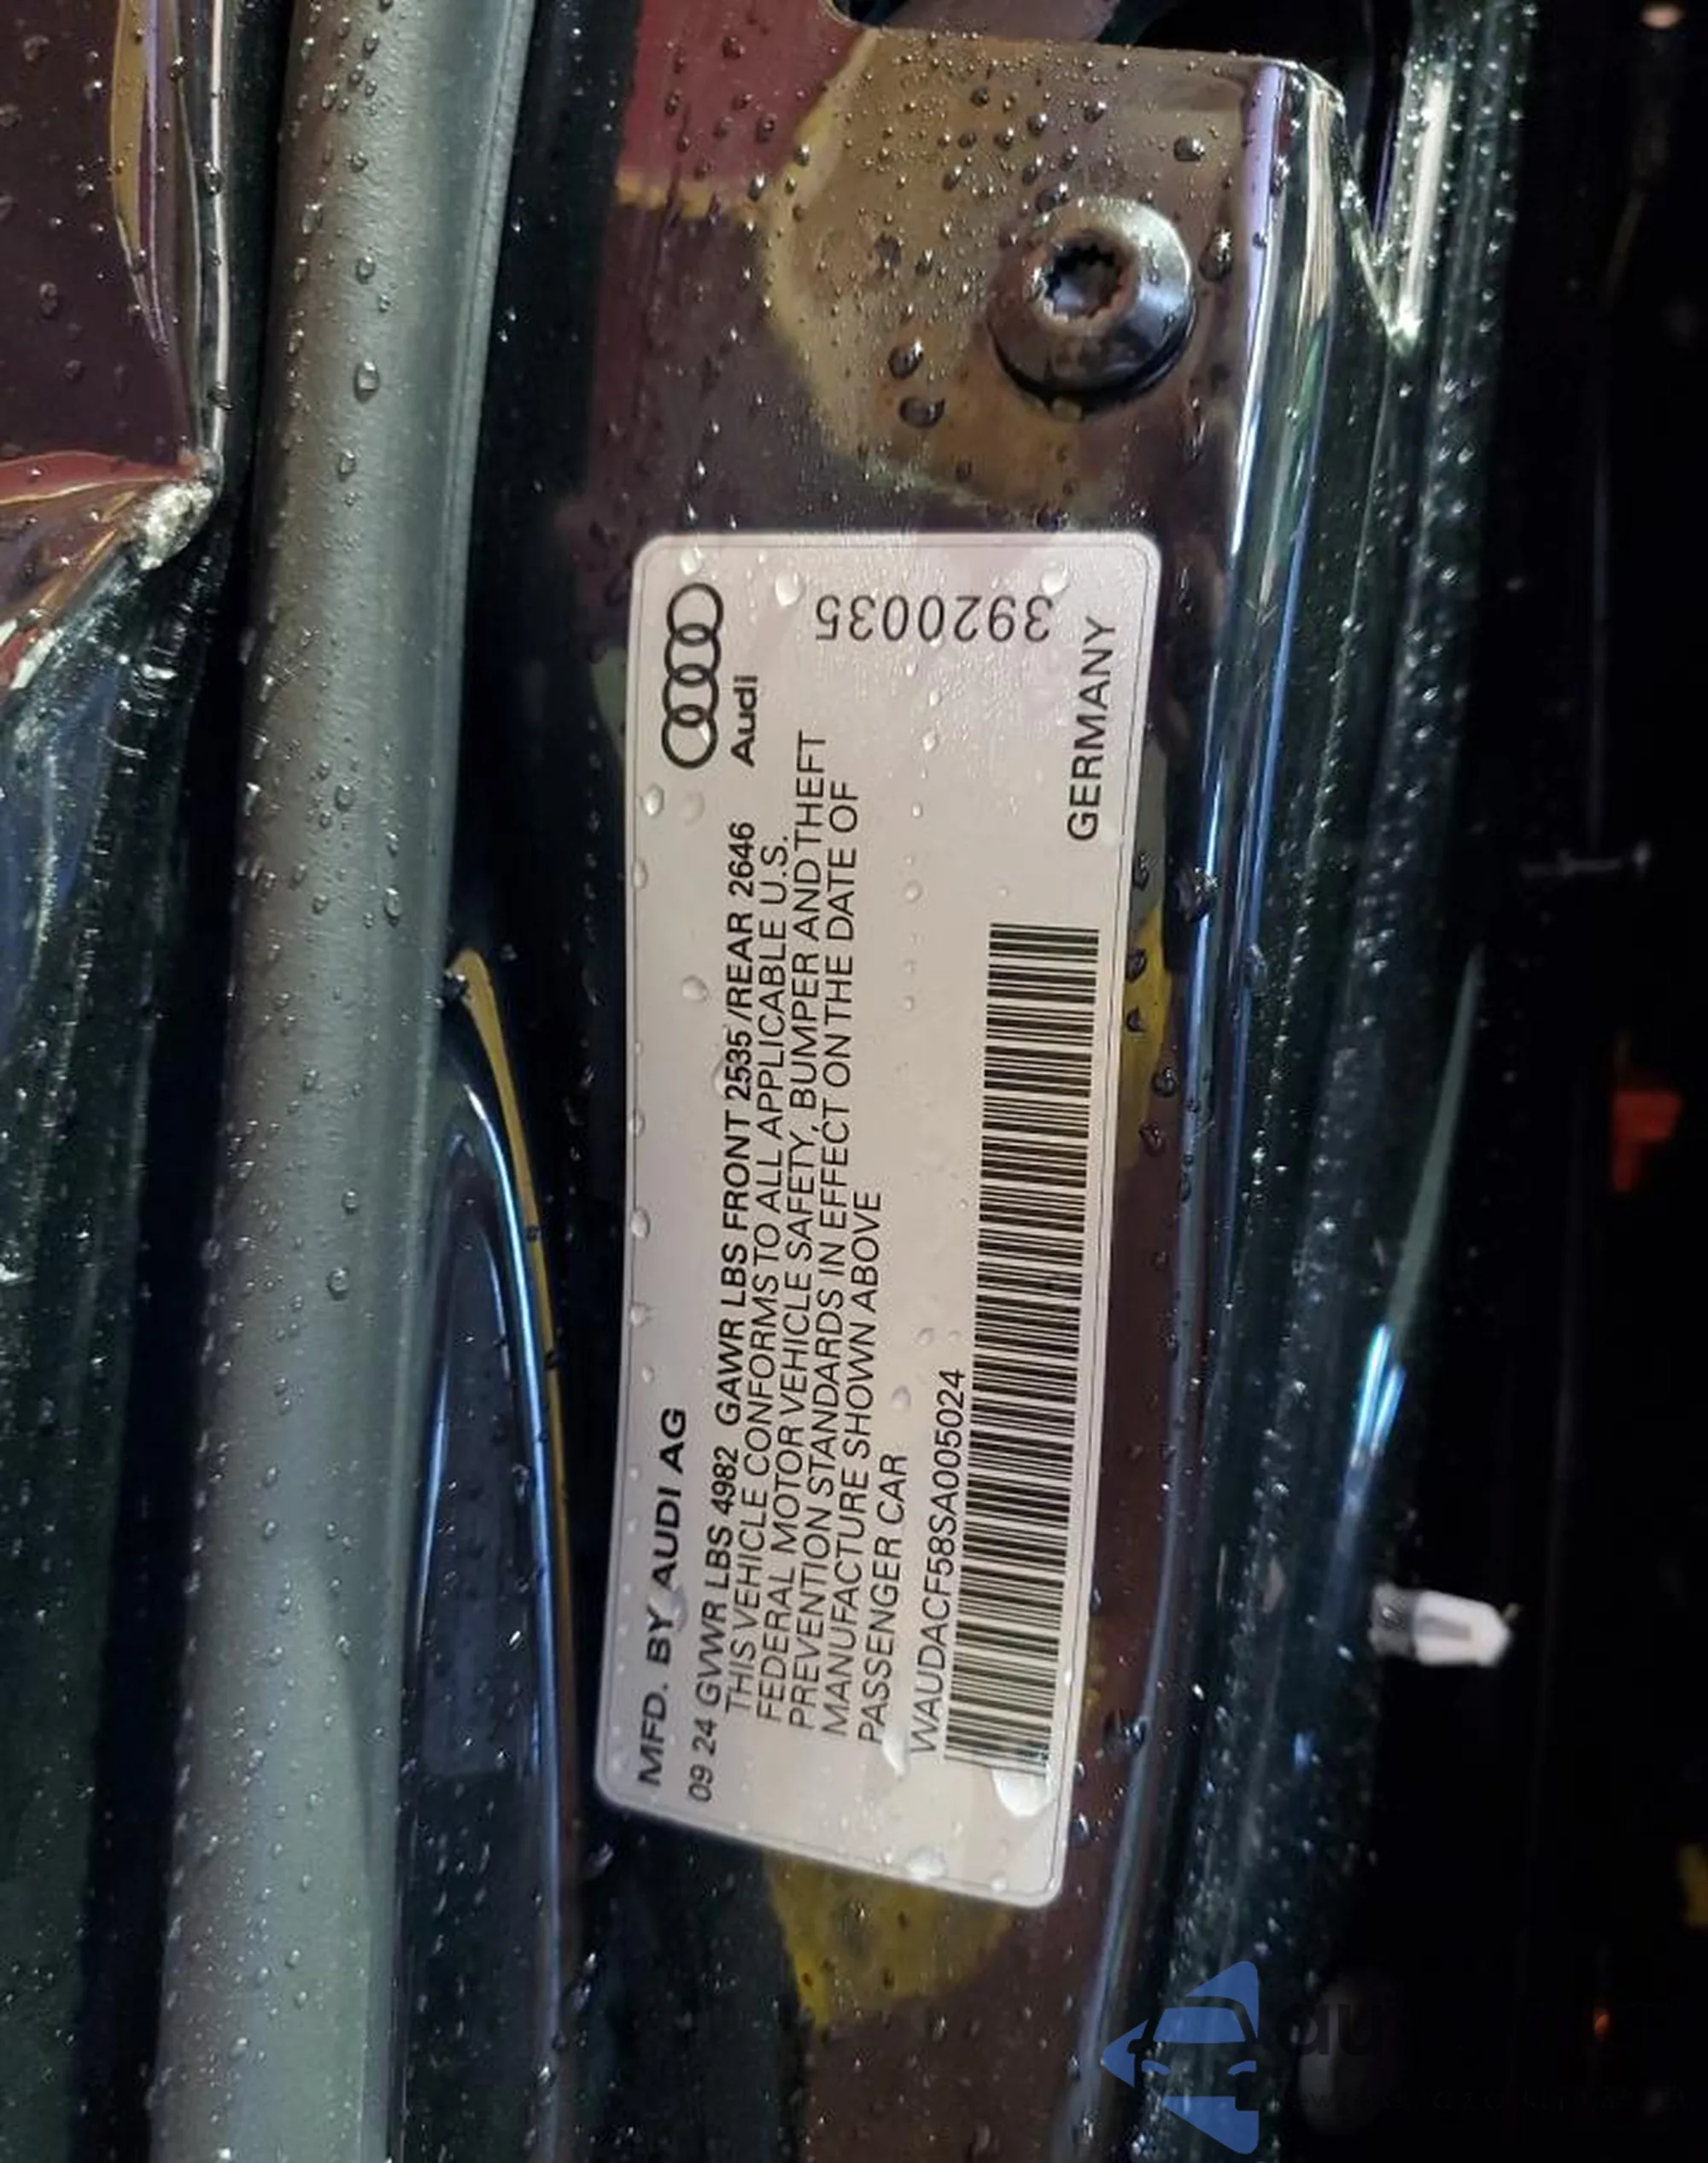 MFD. BY AUDI AG
09 24 GVWR LBS 4982 GAWR LBS FRONT 2535 /REAR 2646
THIS VEHICLE CONFORMS TO ALL APPLICABLE U.S.
FEDERAL MOTOR VEHICLE SAFETY, BUMPER AND THEFT
PREVENTION STANDARDS IN EFFECT ON THE DATE OF
MANUFACTURE SHOWN ABOVE
PASSENGER CAR
WAUDACF58SA005024
Audi
3920035
GERMANY